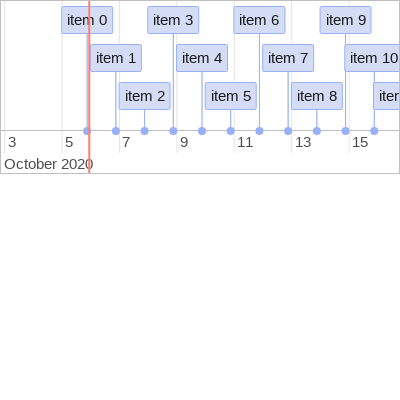 item 0 item 3 item 6 item 9
item 1 item 4 item 7 item 10
item 2 item 5 item 8
3 5 7 9 11 13 15
October 2020